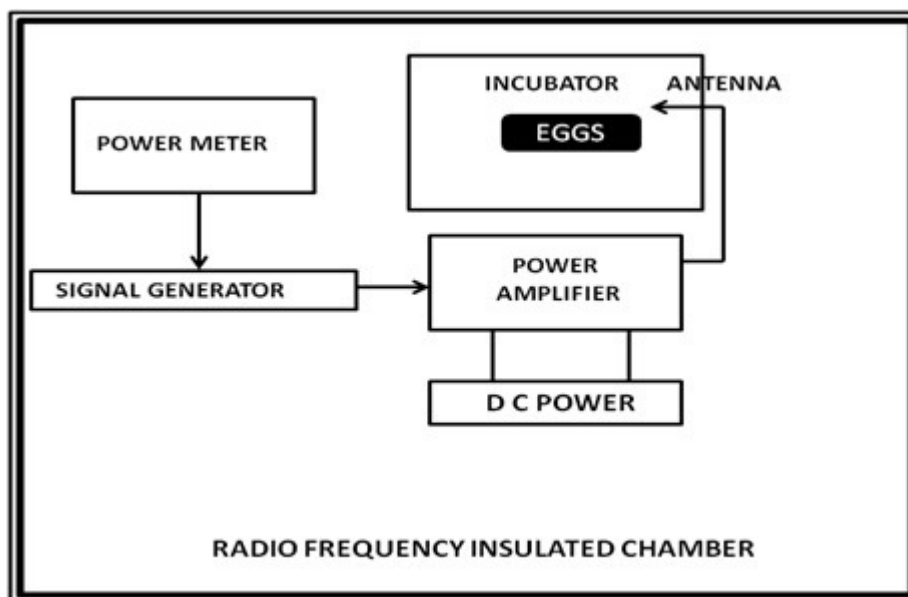 INCUBATOR
ANTENNA
EGGS
POWER METER
SIGNAL GENERATOR
POWER
AMPLIFIER
D C POWER
RADIO FREQUENCY INSULATED CHAMBER